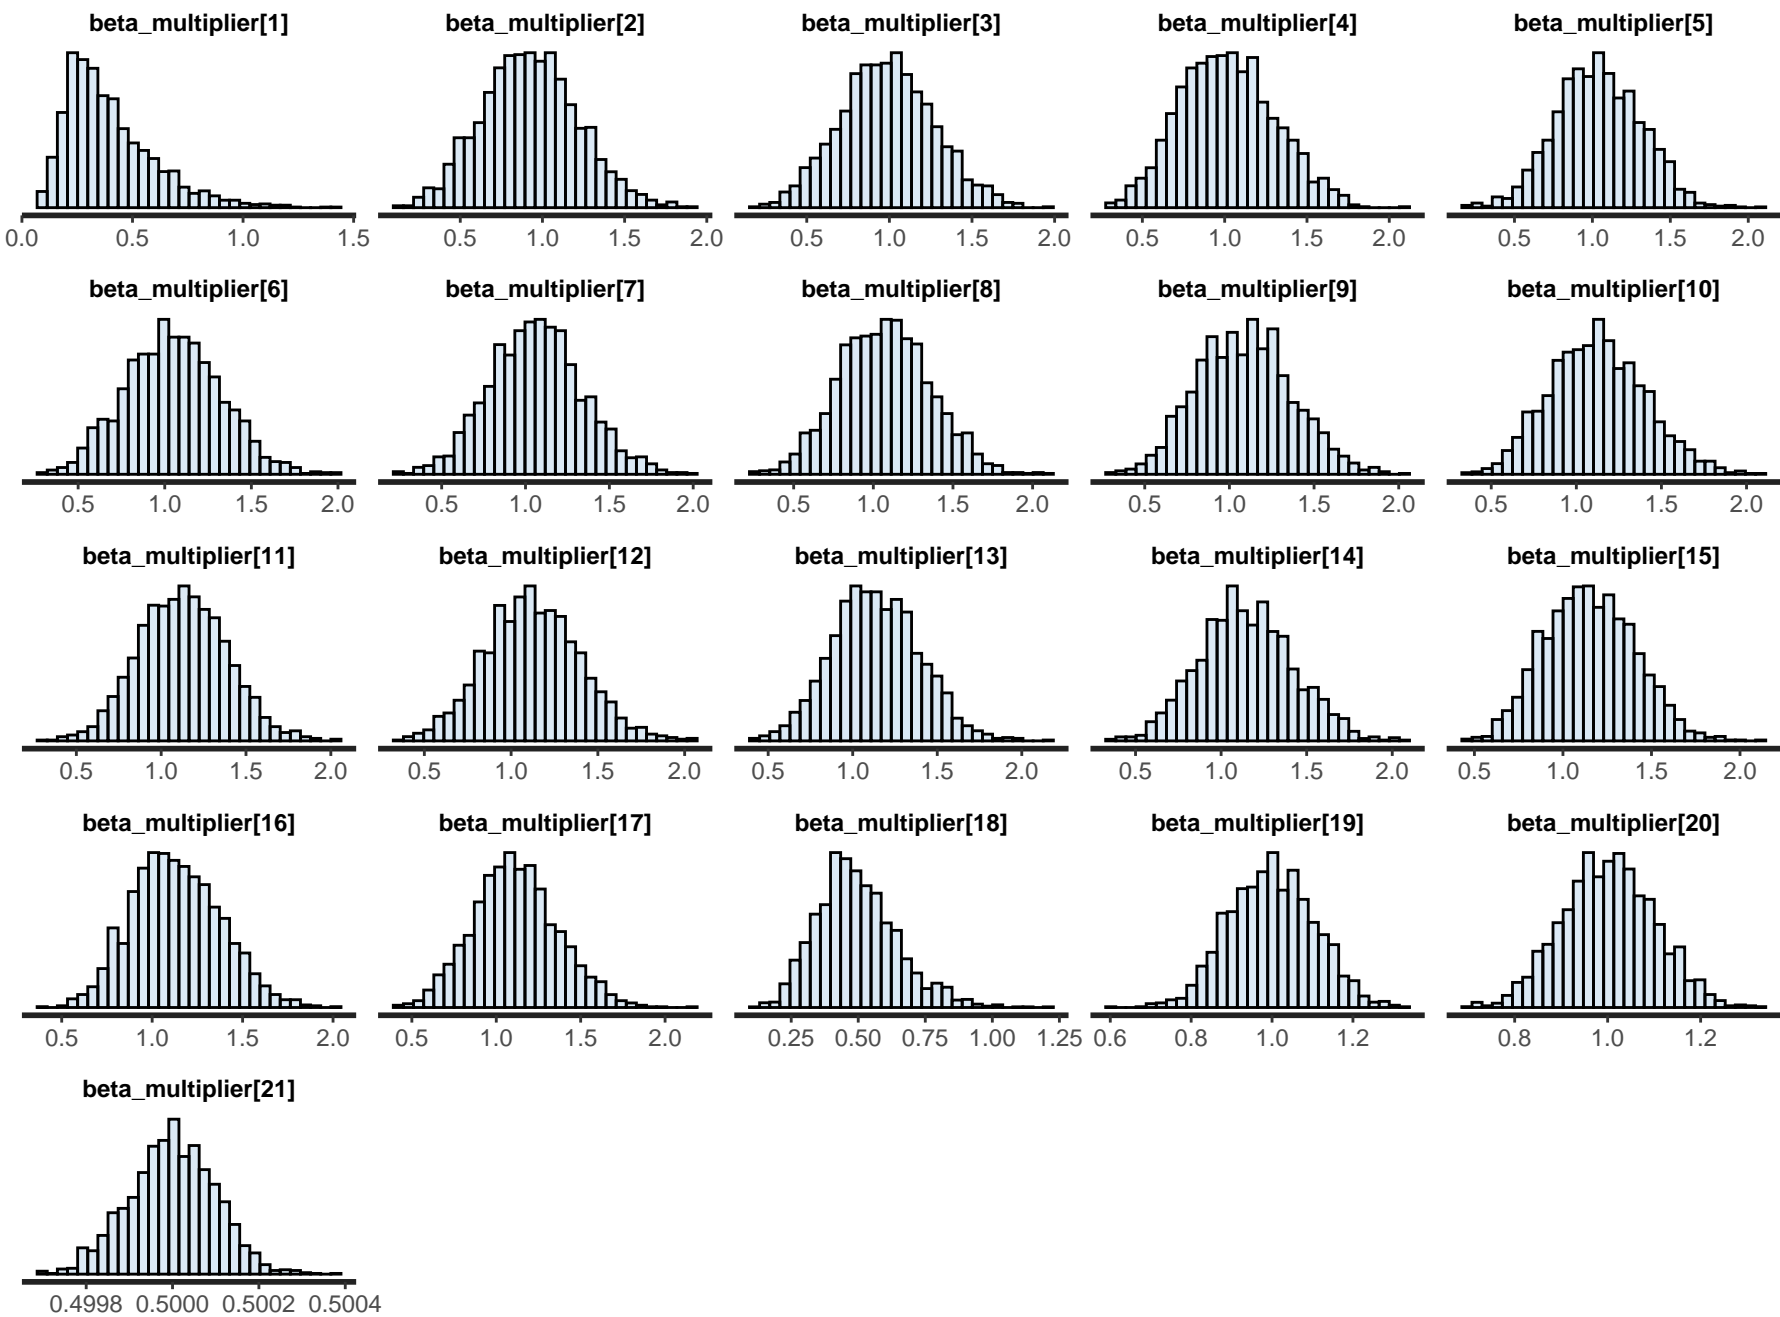 beta_multiplier[1] beta_multiplier[2] beta_multiplier[3] beta_multiplier[4] beta_multiplier[5]
0.0 0.5 1.0 1.5 0.5 1.0 1.5 2.0 0.5 1.0 1.5 2.0 0.5 1.0 1.5 2.0 0.5 1.0 1.5 2.0
beta_multiplier[6] beta_multiplier[7] beta_multiplier[8] beta_multiplier[9] beta_multiplier[10]
0.5 1.0 1.5 2.0 0.5 1.0 1.5 2.0 0.5 1.0 1.5 2.0 0.5 1.0 1.5 2.0 0.5 1.0 1.5 2.0
beta_multiplier[11] beta_multiplier[12] beta_multiplier[13] beta_multiplier[14] beta_multiplier[15]
0.5 1.0 1.5 2.0 0.5 1.0 1.5 2.0 0.5 1.0 1.5 2.0 0.5 1.0 1.5 2.0 0.5 1.0 1.5 2.0
beta_multiplier[16] beta_multiplier[17] beta_multiplier[18] beta_multiplier[19] beta_multiplier[20]
0.5 1.0 1.5 2.0 0.5 1.0 1.5 2.0 0.25 0.50 0.75 1.00 1.25 0.6 0.8 1.0 1.2 0.8 1.0 1.2
beta_multiplier[21]
0.4998 0.5000 0.5002 0.5004